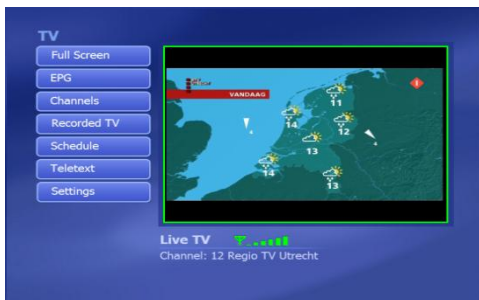 TV
Full Screen
EPG
Channels
Recorded TV
Schedule
Teletext
Settings
VANDAAG
11
14
12
13
14
13
Live TV
Channel: 12 Regio TV Utrecht